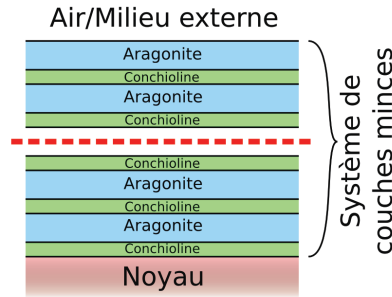 Air/Milieu externe
Aragonite
Conchioline
Aragonite
Conchioline
Conchioline
Aragonite
Conchioline
Aragonite
Conchioline
Noyau
Système de
couches minces